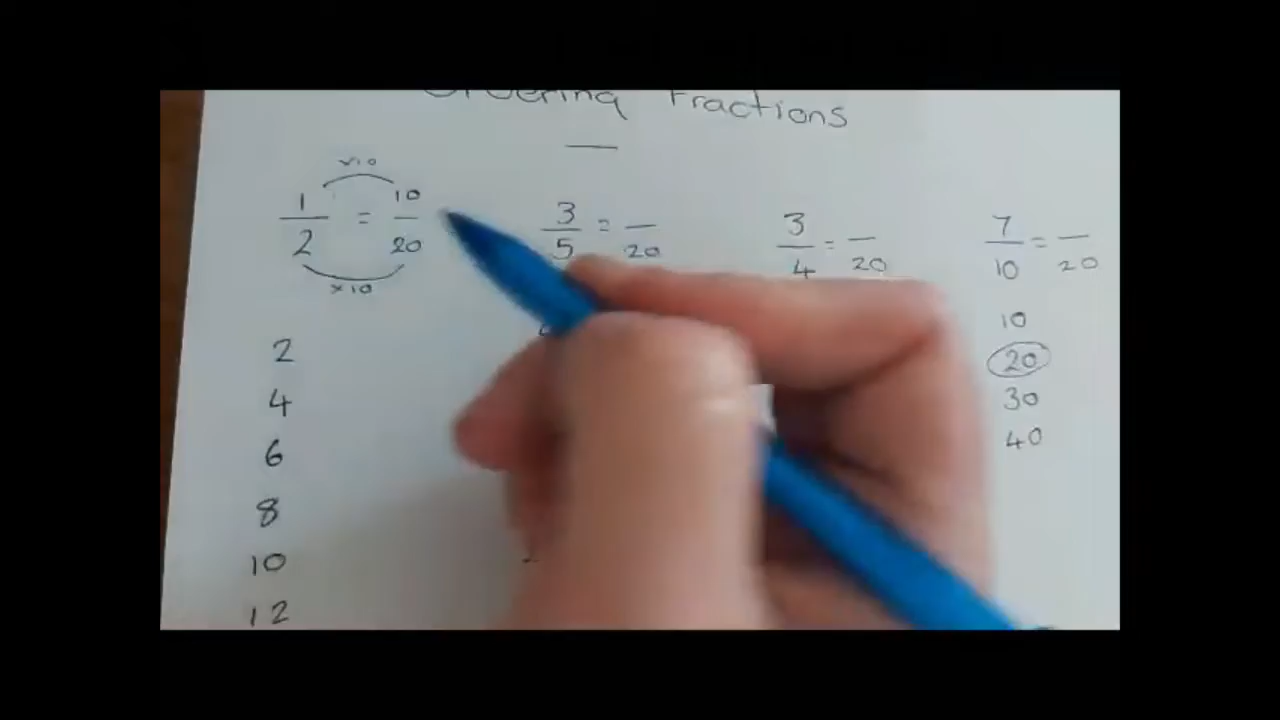 Ordering Fractions
×10
1/2 = 10/20
×10
3/5 = /20
3/4 = /20
7/10 = /20
2
4
6
8
10
12
10
20
30
40